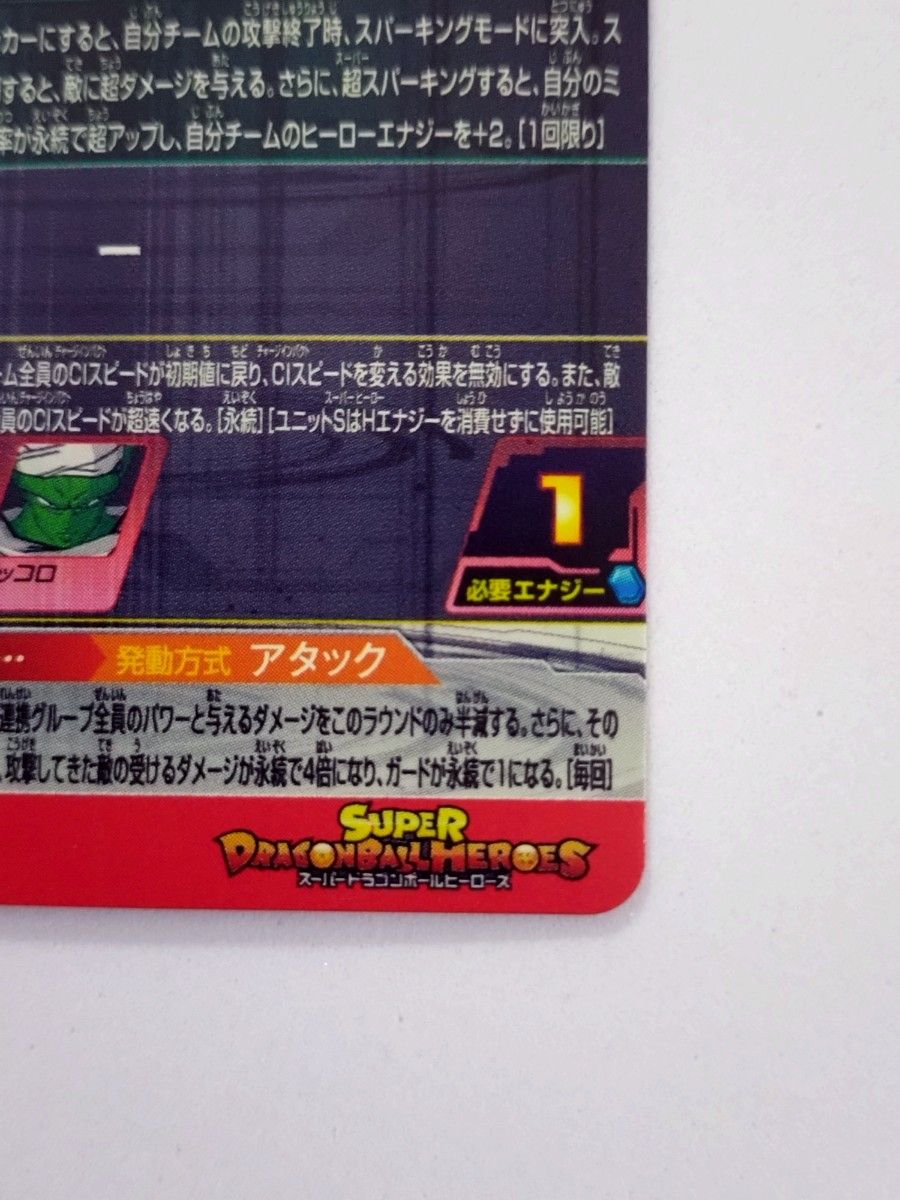 カーにすると、自分チームの攻撃終了時、スパーキングモードに突入。ス
すると、敵に超ダメージを与える。さらに、超スパーキングすると、自分のミ
率が永続で超アップし、自分チームのヒーローエナジーを+2。[1回限り]
ー
ム全員のCIスピードが初期値に戻り、CIスピードを変える効果を無効にする。また、敵
員のCIスピードが超速くなる。[永続][ユニットSはHエナジーを消費せずに使用可能]
1
ッコロ
必要エナジー
発動方式 アタック
連携グループ全員のパワーと与えるダメージをこのラウンドのみ半減する。さらに、その
、攻撃してきた敵の受けるダメージが永続で4倍になり、ガードが永続で1になる。[毎回]
SUPER
DRAGONBALL HEROES
スーパードラゴンボールヒーローズ